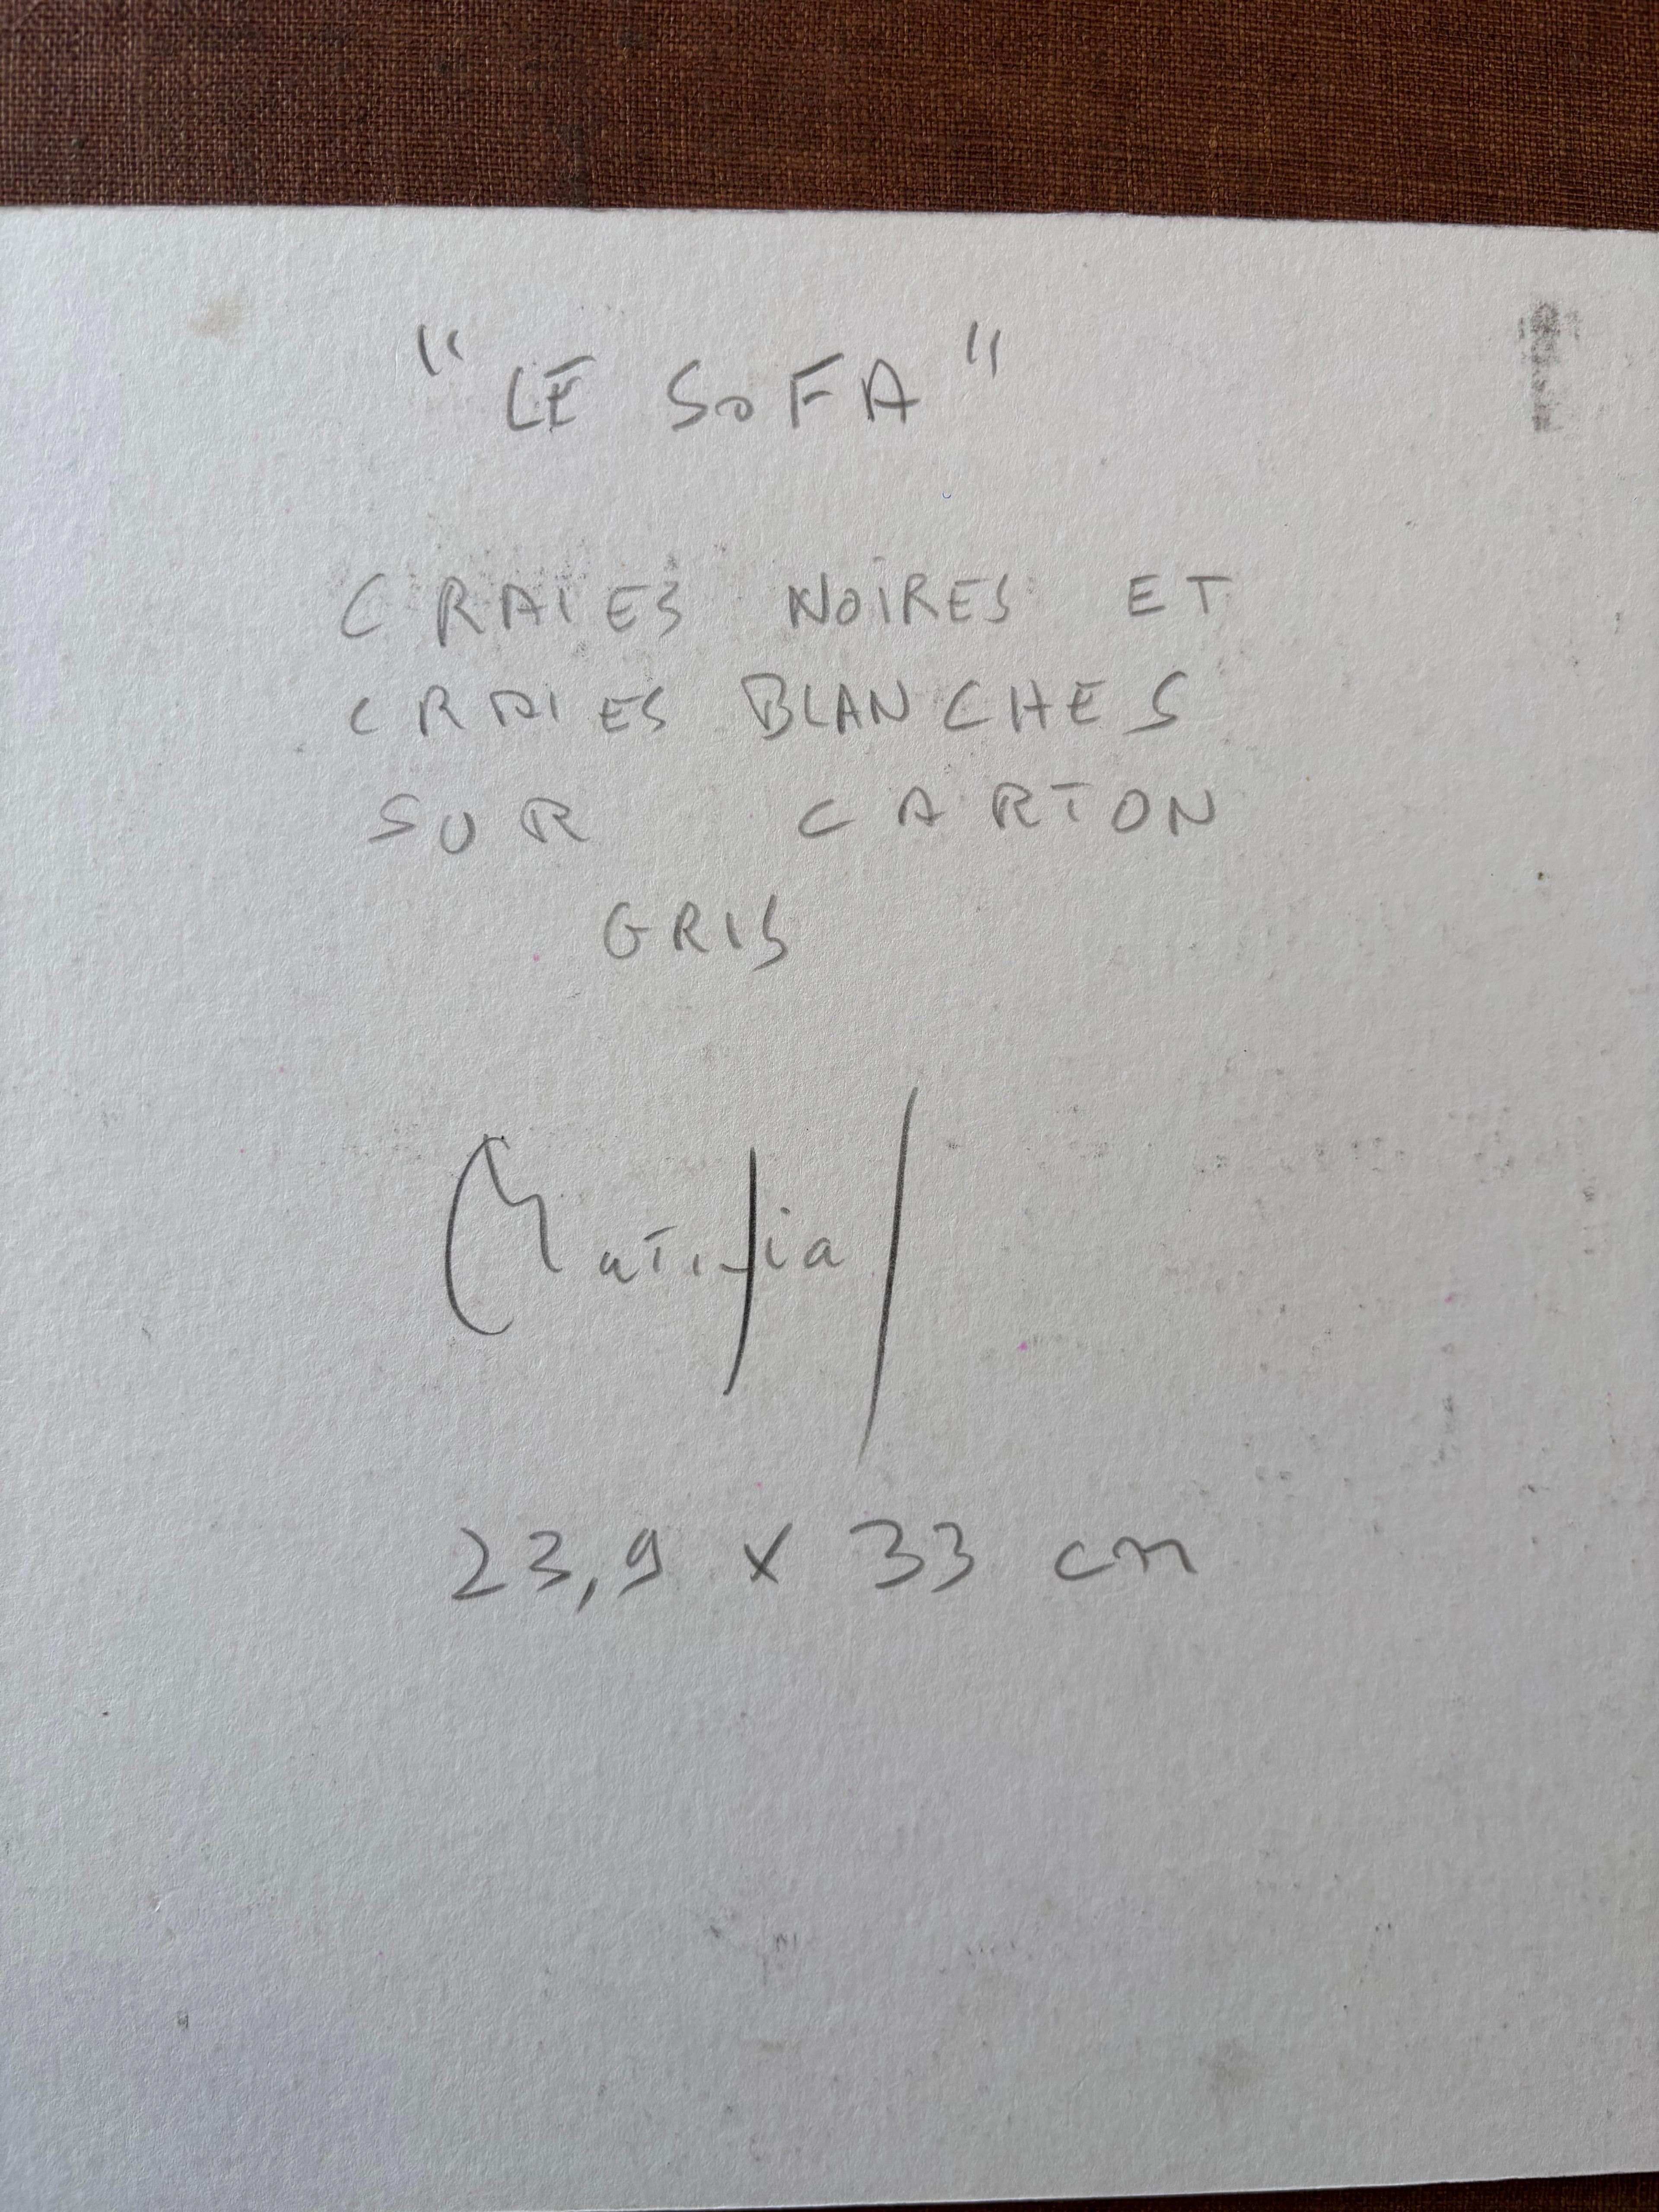 "LE SOFA"
CRAIES NOIRES ET
CRAIES BLANCHES
SUR CARTON
GRIS
23,9 x 33 cm